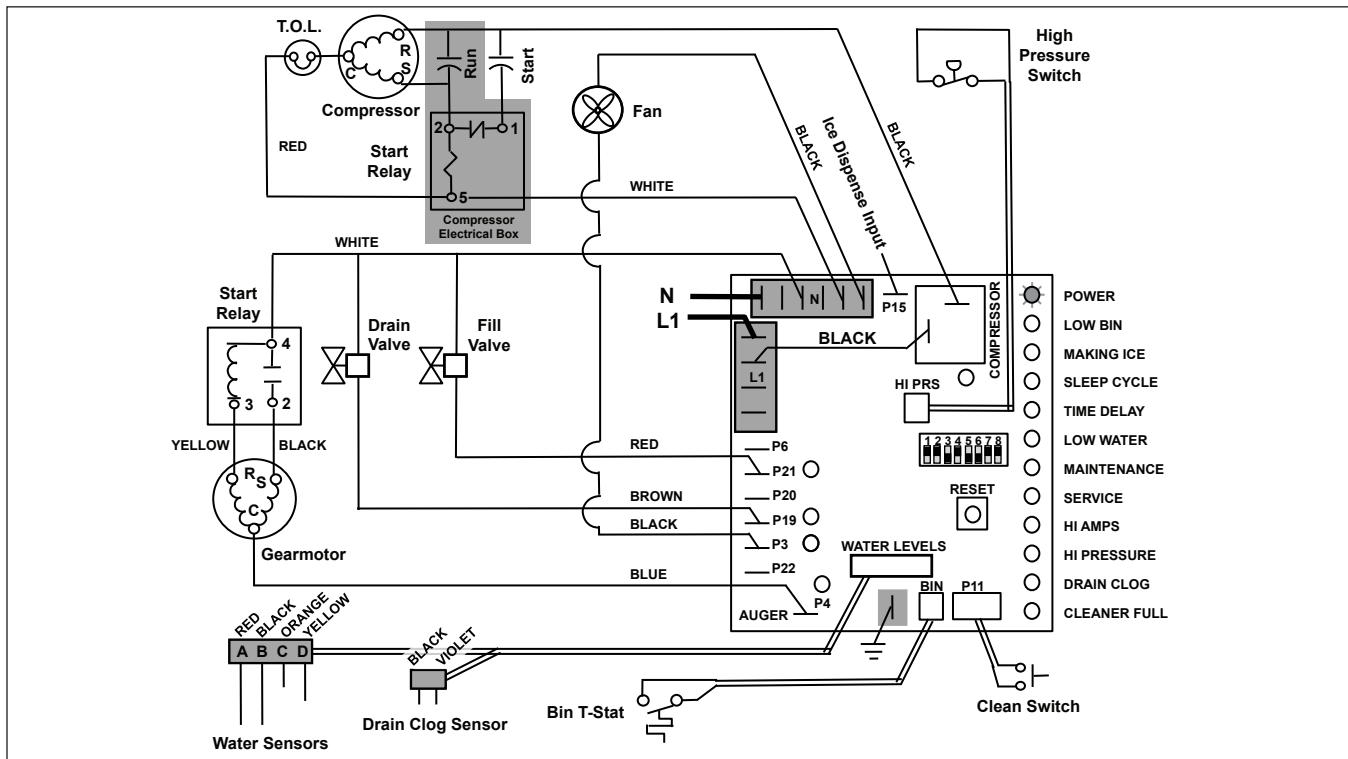 T.O.L.
R
S
C
Compressor
Run
Start
2
1
Start
Relay
5
Compressor
Electrical Box
RED
WHITE
WHITE
Fan
BLACK
Ice Dispense Input
BLACK
High
Pressure
Switch
Start
Relay
4
3
2
YELLOW
BLACK
R
S
C
Gearmotor
Drain
Valve
Fill
Valve
N
L1
N
L1
BLACK
P15
COMPRESSOR
HI PRS
1 2 3 4 5 6 7 8
RESET
RED
BROWN
BLACK
BLUE
P6
P21
P20
P19
P3
P22
P4
AUGER
WATER LEVELS
BIN
P11
POWER
LOW BIN
MAKING ICE
SLEEP CYCLE
TIME DELAY
LOW WATER
MAINTENANCE
SERVICE
HI AMPS
HI PRESSURE
DRAIN CLOG
CLEANER FULL
RED
BLACK
ORANGE
YELLOW
A B C D
Water Sensors
BLACK
VIOLET
Drain Clog Sensor
Bin T-Stat
Clean Switch